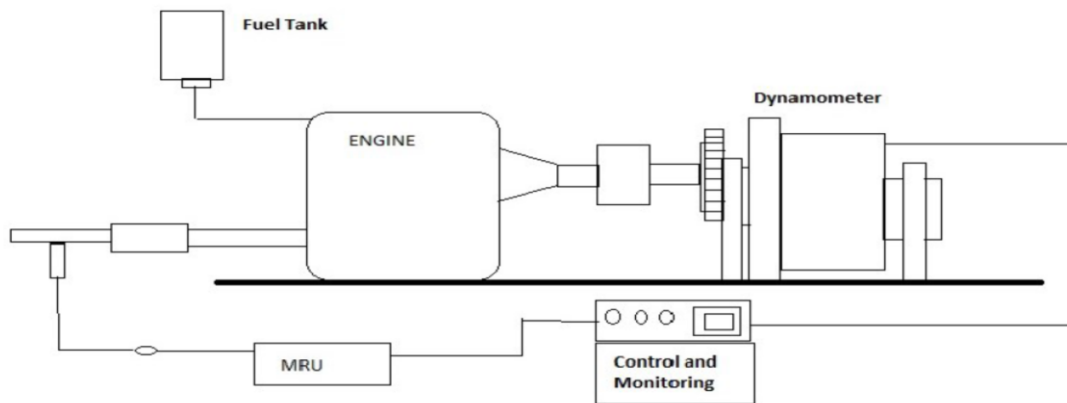 Fuel Tank
Dynamometer
ENGINE
MRU
Control and
Monitoring